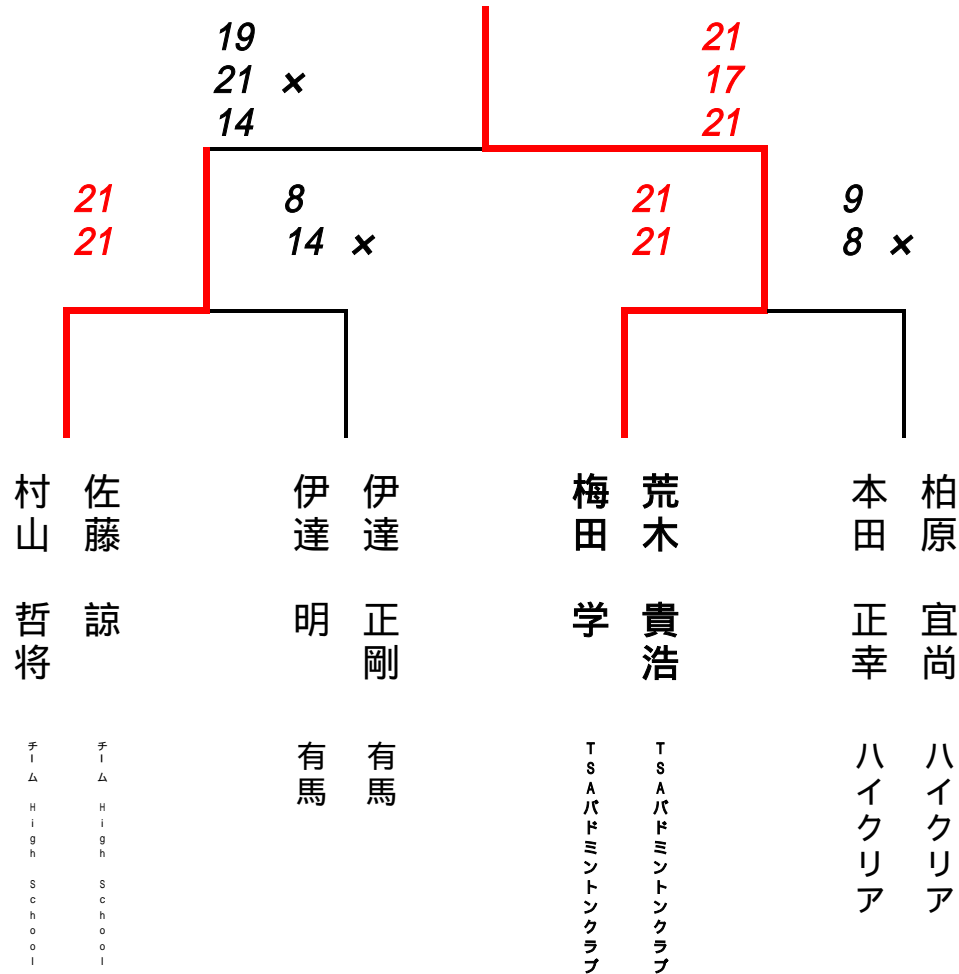 19
21 ×
14
21
17
21
21
21
8
14 ×
21
21
9
8 ×
村山 哲将
佐藤 諒
伊達 明
伊達 正剛
梅田 学
荒木 貴浩
本田 正幸
柏原 宜尚
チーム High School
チーム High School
有馬
有馬
TSAバドミントンクラブ
TSAバドミントンクラブ
ハイクリア
ハイクリア